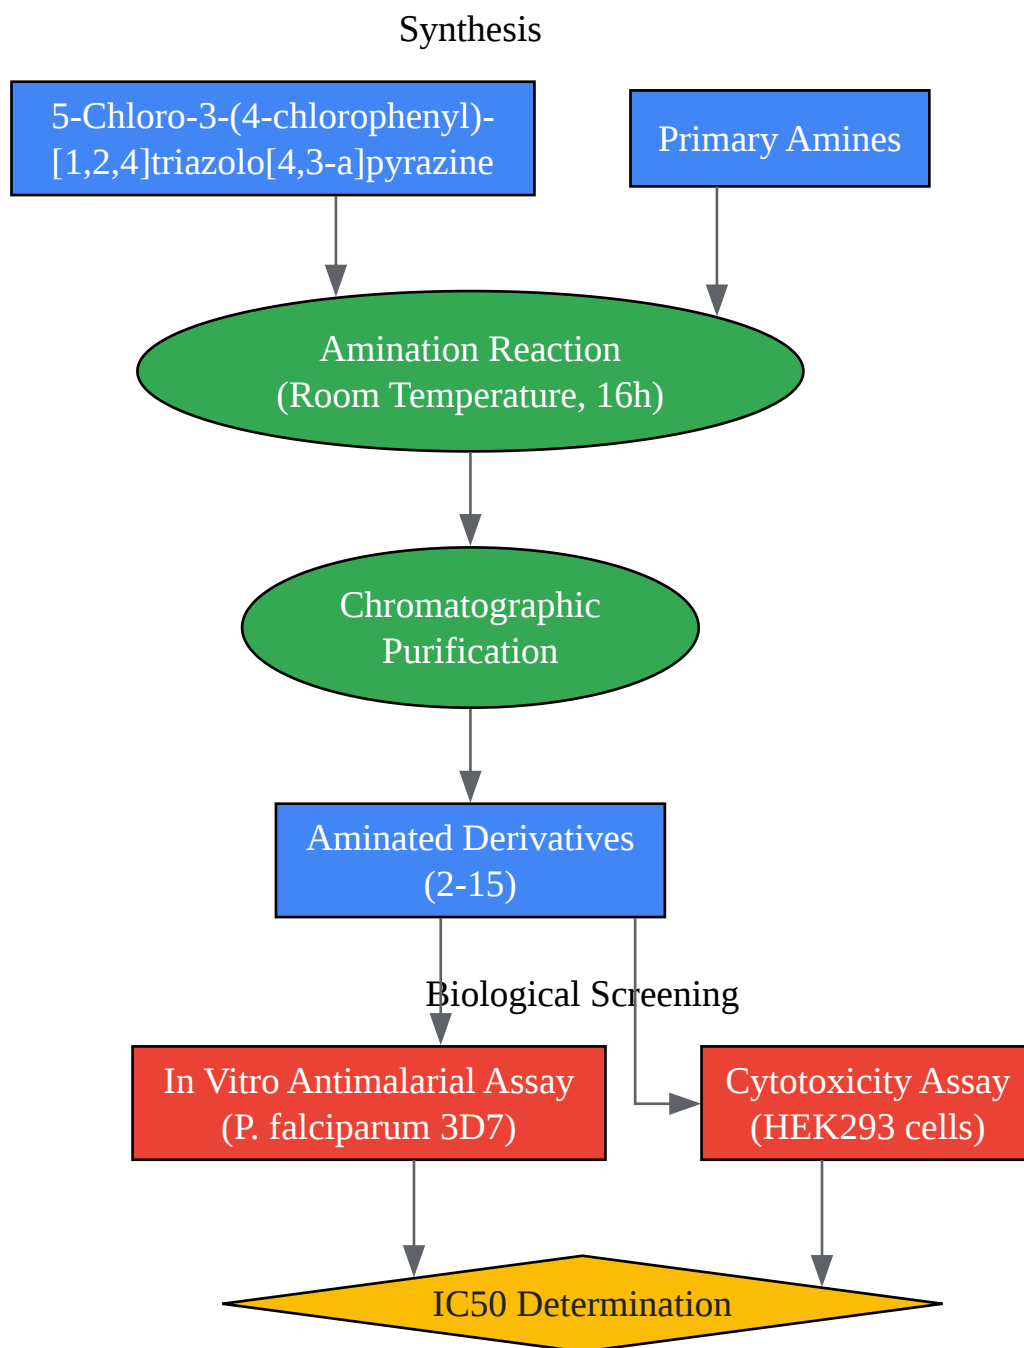 Synthesis
5-Chloro-3-(4-chlorophenyl)-
[1,2,4]triazolo[4,3-a]pyrazine
Primary Amines
Amination Reaction
(Room Temperature, 16h)
Chromatographic
Purification
Aminated Derivatives
(2-15)
Biological Screening
In Vitro Antimalarial Assay
(P. falciparum 3D7)
Cytotoxicity Assay
(HEK293 cells)
IC50 Determination